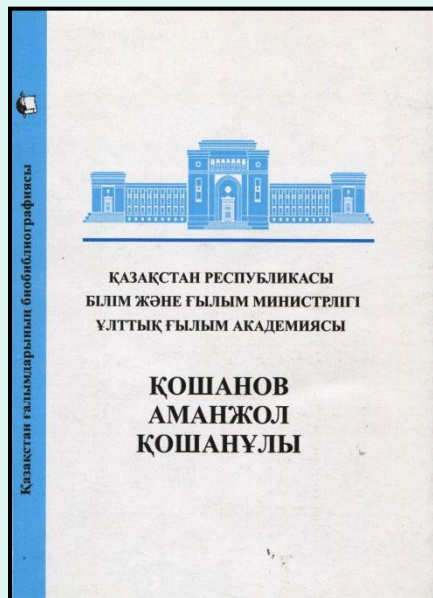 Қазақстан ғалымдарының биобиблиографиясы
ҚАЗАҚСТАН РЕСПУБЛИКАСЫ
БІЛІМ ЖӘНЕ ҒЫЛЫМ МИНИСТРЛІГІ
ҰЛТТЫҚ ҒЫЛЫМ АКАДЕМИЯСЫ
ҚОШАНОВ
АМАНЖОЛ
ҚОШАНҰЛЫ